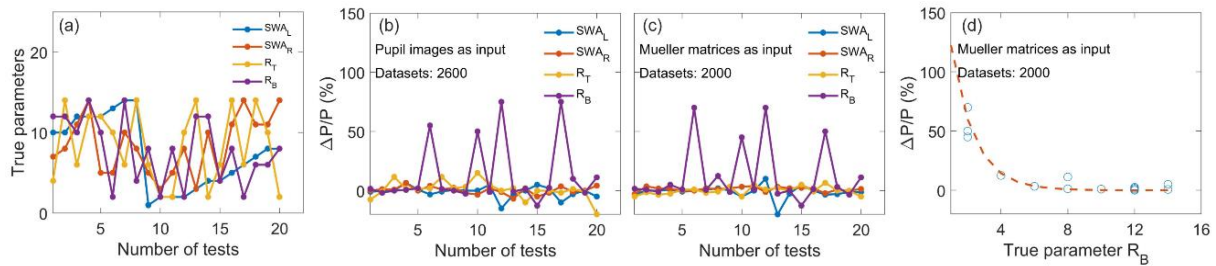 (a)
SWA_L
SWA_R
R_T
R_B
True parameters
20
10
0
5
10
15
20
Number of tests
(b)
Pupil images as input
Datasets: 2600
SWA_L
SWA_R
R_T
R_B
ΔP/P (%)
150
100
50
0
5
10
15
20
Number of tests
(c)
Mueller matrices as input
Datasets: 2000
SWA_L
SWA_R
R_T
R_B
ΔP/P (%)
150
100
50
0
5
10
15
20
Number of tests
(d)
Mueller matrices as input
Datasets: 2000
ΔP/P (%)
150
100
50
0
4
8
12
16
True parameter R_B